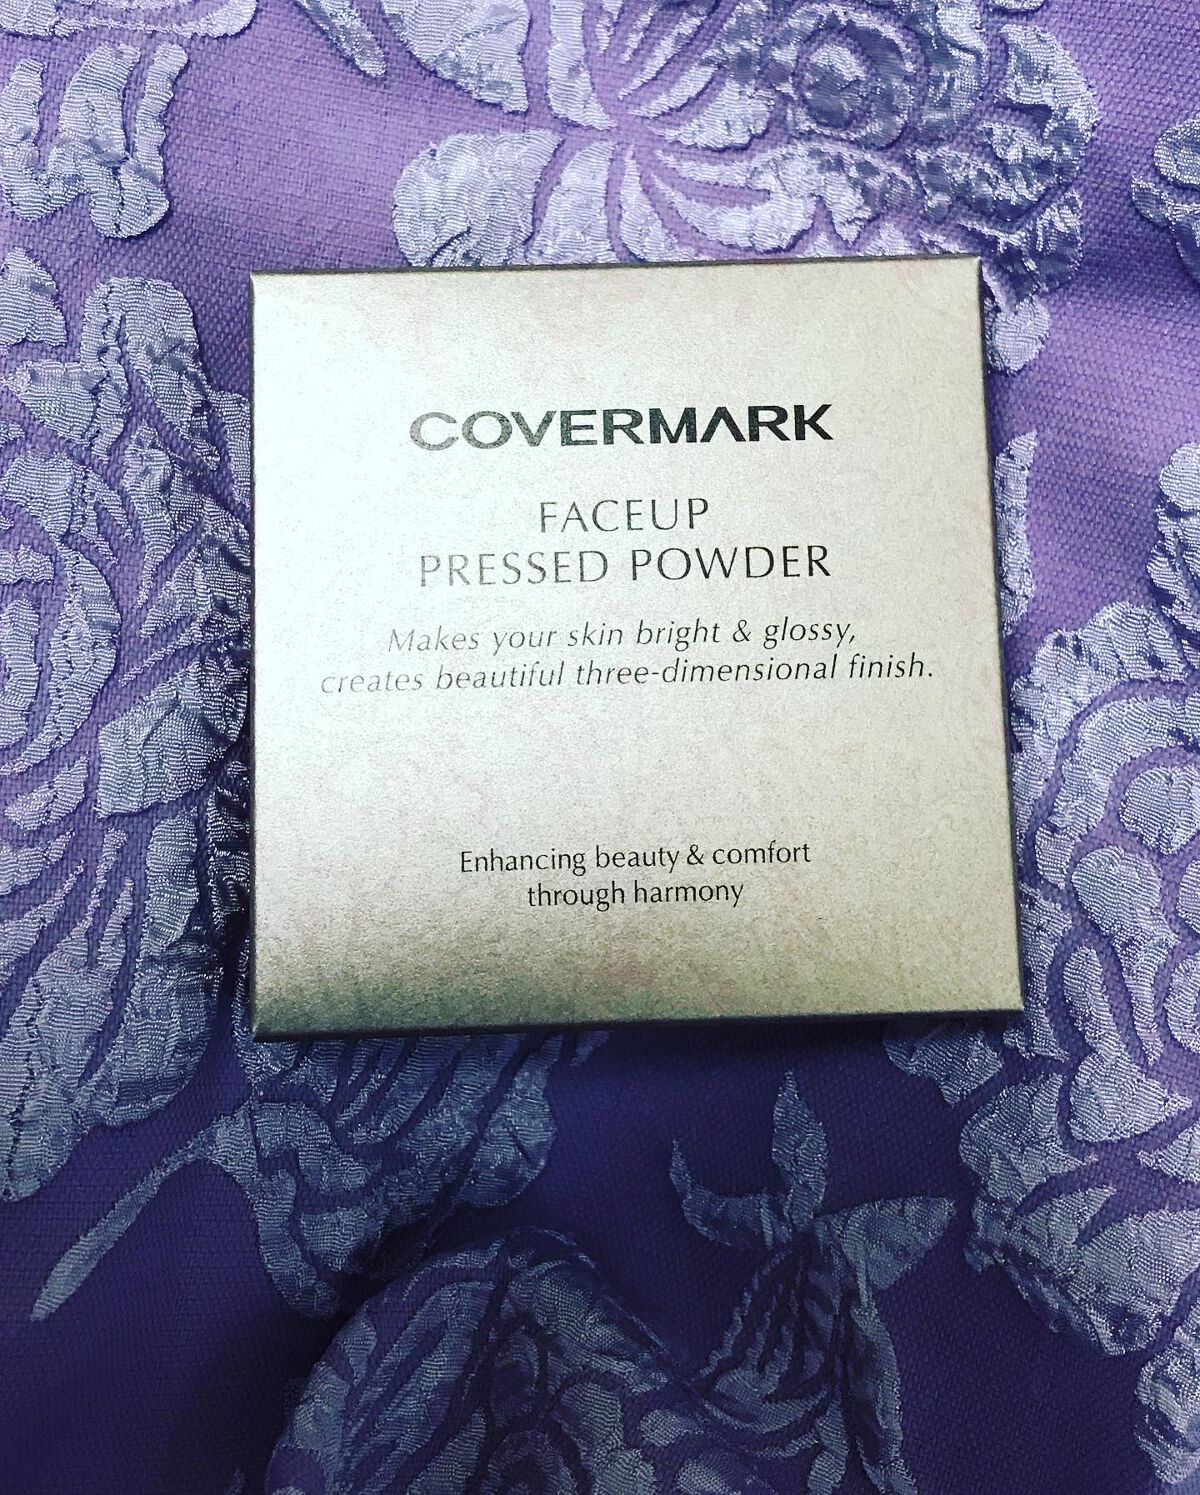 COVERMARK
FACEUP
PRESSED POWDER
Makes your skin bright & glossy,
creates beautiful three-dimensional finish.
Enhancing beauty & comfort
through harmony